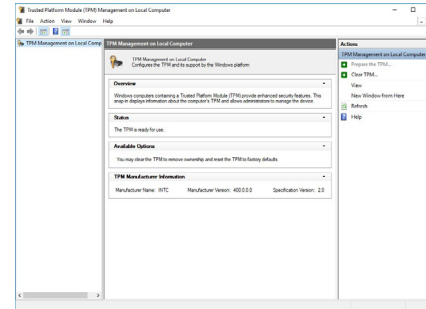 Trusted Platform Module (TPM) Management on Local Computer
File Action View Window Help
TPM Management on Local Comp
TPM Management on Local Computer
TPM Management on Local Computer
Configures the TPM and its support by the Windows platform
Overview
Windows computers containing a Trusted Platform Module (TPM) provide enhanced security features. This
snap-in displays information about the computer's TPM and allows administrators to manage the device.
Status
The TPM is ready for use.
Available Options
You may clear the TPM to remove ownership and reset the TPM to factory defaults.
TPM Manufacturer Information
Manufacturer Name: INTC Manufacturer Version: 400.0.0.0 Specification Version: 2.0
Actions
TPM Management on Local Computer
Prepare the TPM...
Clear TPM...
View
New Window from Here
Refresh
Help